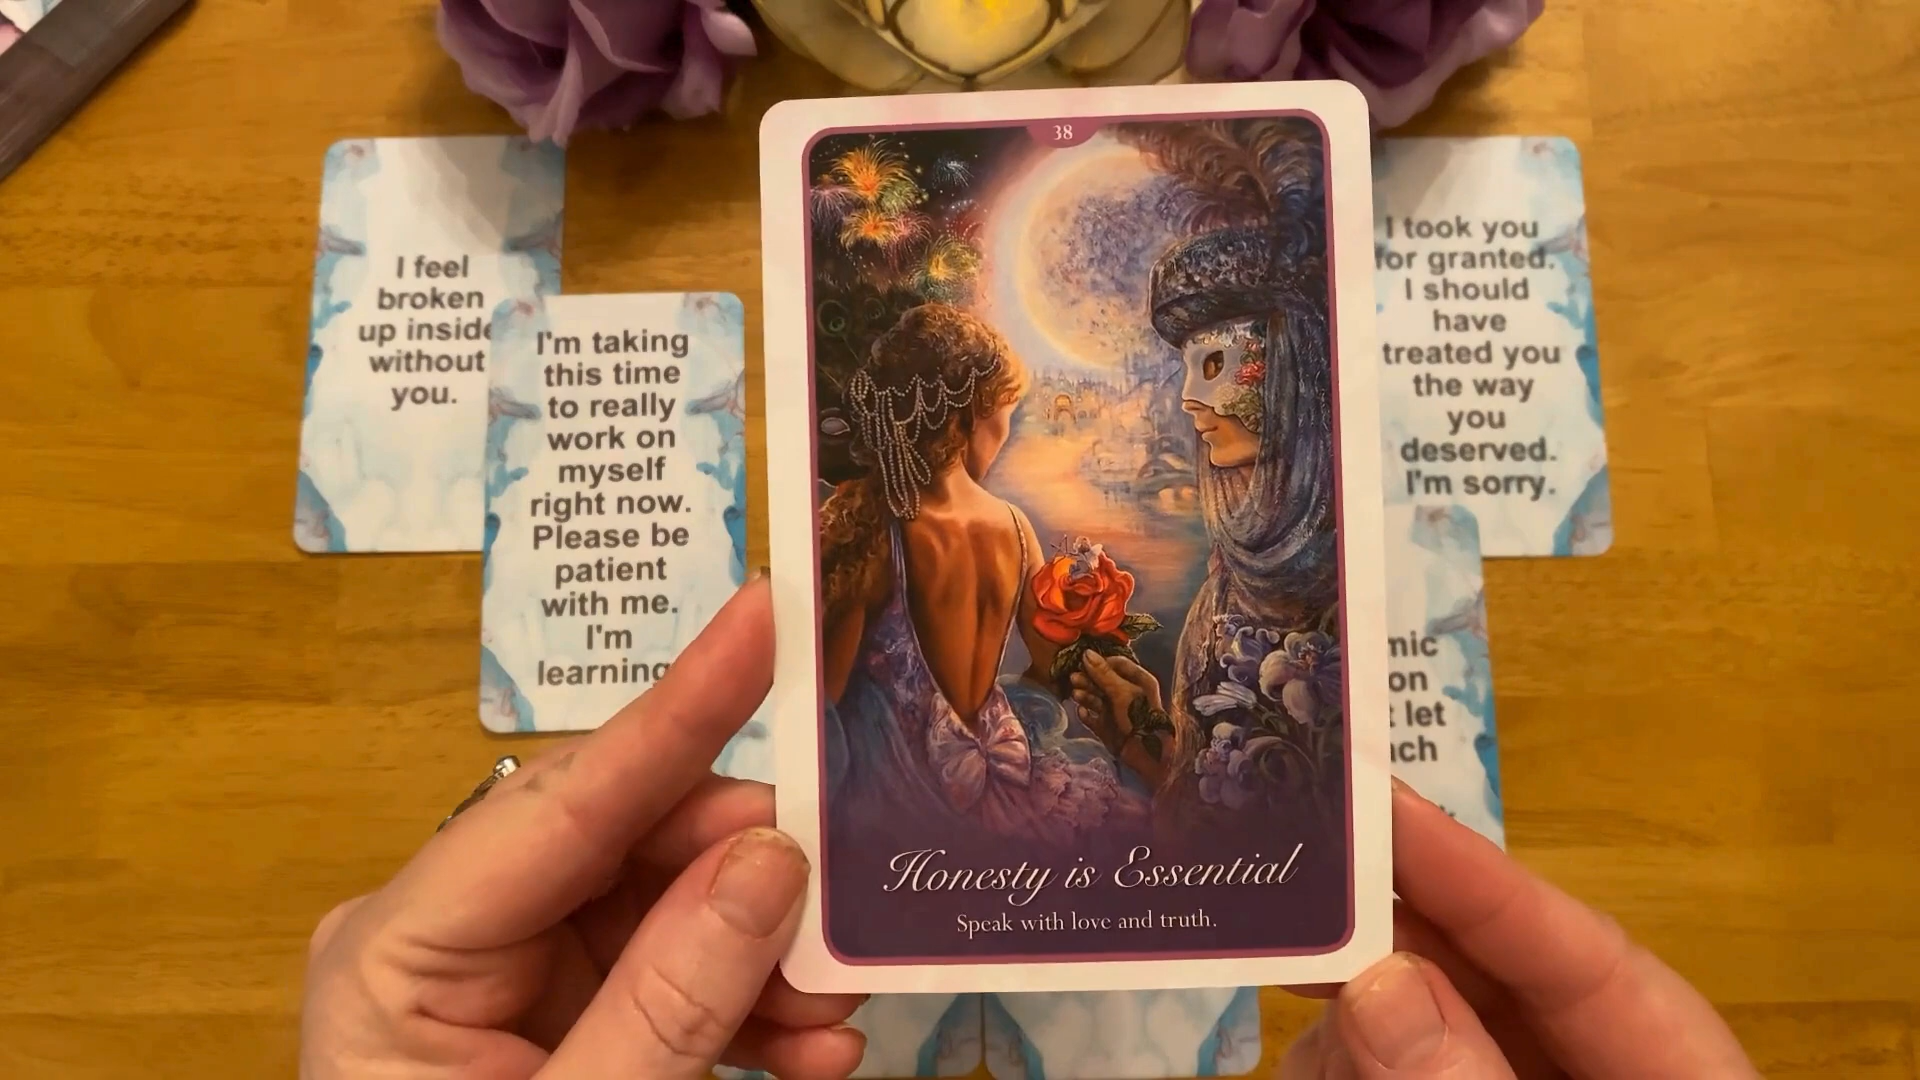 I feel
broken
up inside
without
you.
I'm taking
this time
to really
work on
myself
right now.
Please be
patient
with me.
I'm
learning
38
Honesty is Essential
Speak with love and truth.
I took you
for granted.
I should
have
treated you
the way
you
deserved.
I'm sorry.
on
let